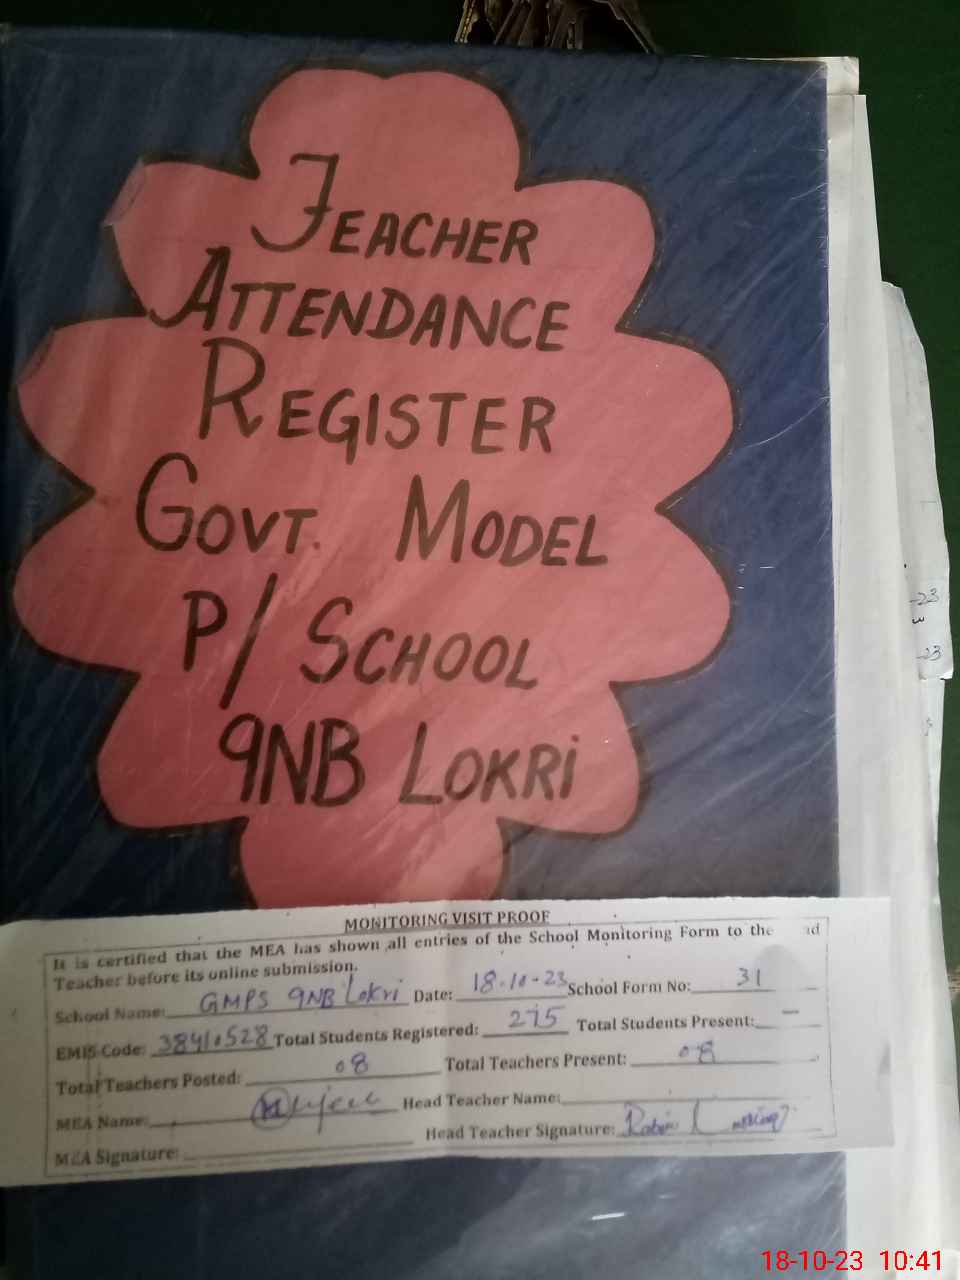 TEACHER
ATTENDANCE
REGISTER
GOVT. MODEL
P/ SCHOOL
9NB LOKRi
-23
-23
MONITORING VISIT PROOF
It is certified that the MEA has shown all entries of the School Monitoring Form to the
Teacher before its online submission.
School Name: GMPS 9NB Lokri Date: 18-10-23 School Form No: 31
EMIS Code: 38410528 Total Students Registered: 275 Total Students Present: -
Total Teachers Posted: 08 Total Teachers Present: 08
MEA Name: Head Teacher Name:
MEA Signature: Head Teacher Signature:
18-10-23 10:41